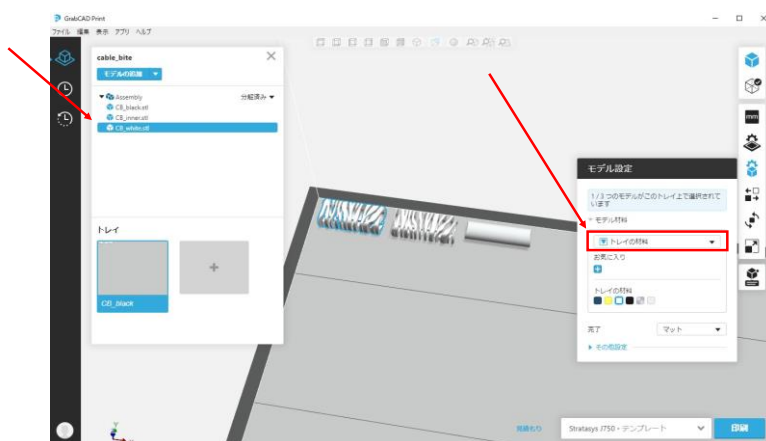 GrabCAD Print
ファイル 編集 表示 アプリ ヘルプ
cable_bite
モデルの追加
Assembly
分解済み
CB_black.stl
CB_inner.stl
CB_white.stl
トレイ
CB_black
モデル設定
1 / 3 つのモデルがこのトレイ上で選択されて
います
モデル材料
トレイの材料
お気に入り
トレイの材料
完了
マット
その他設定
mm
見積もり
Stratasys J750 - テンプレート
印刷